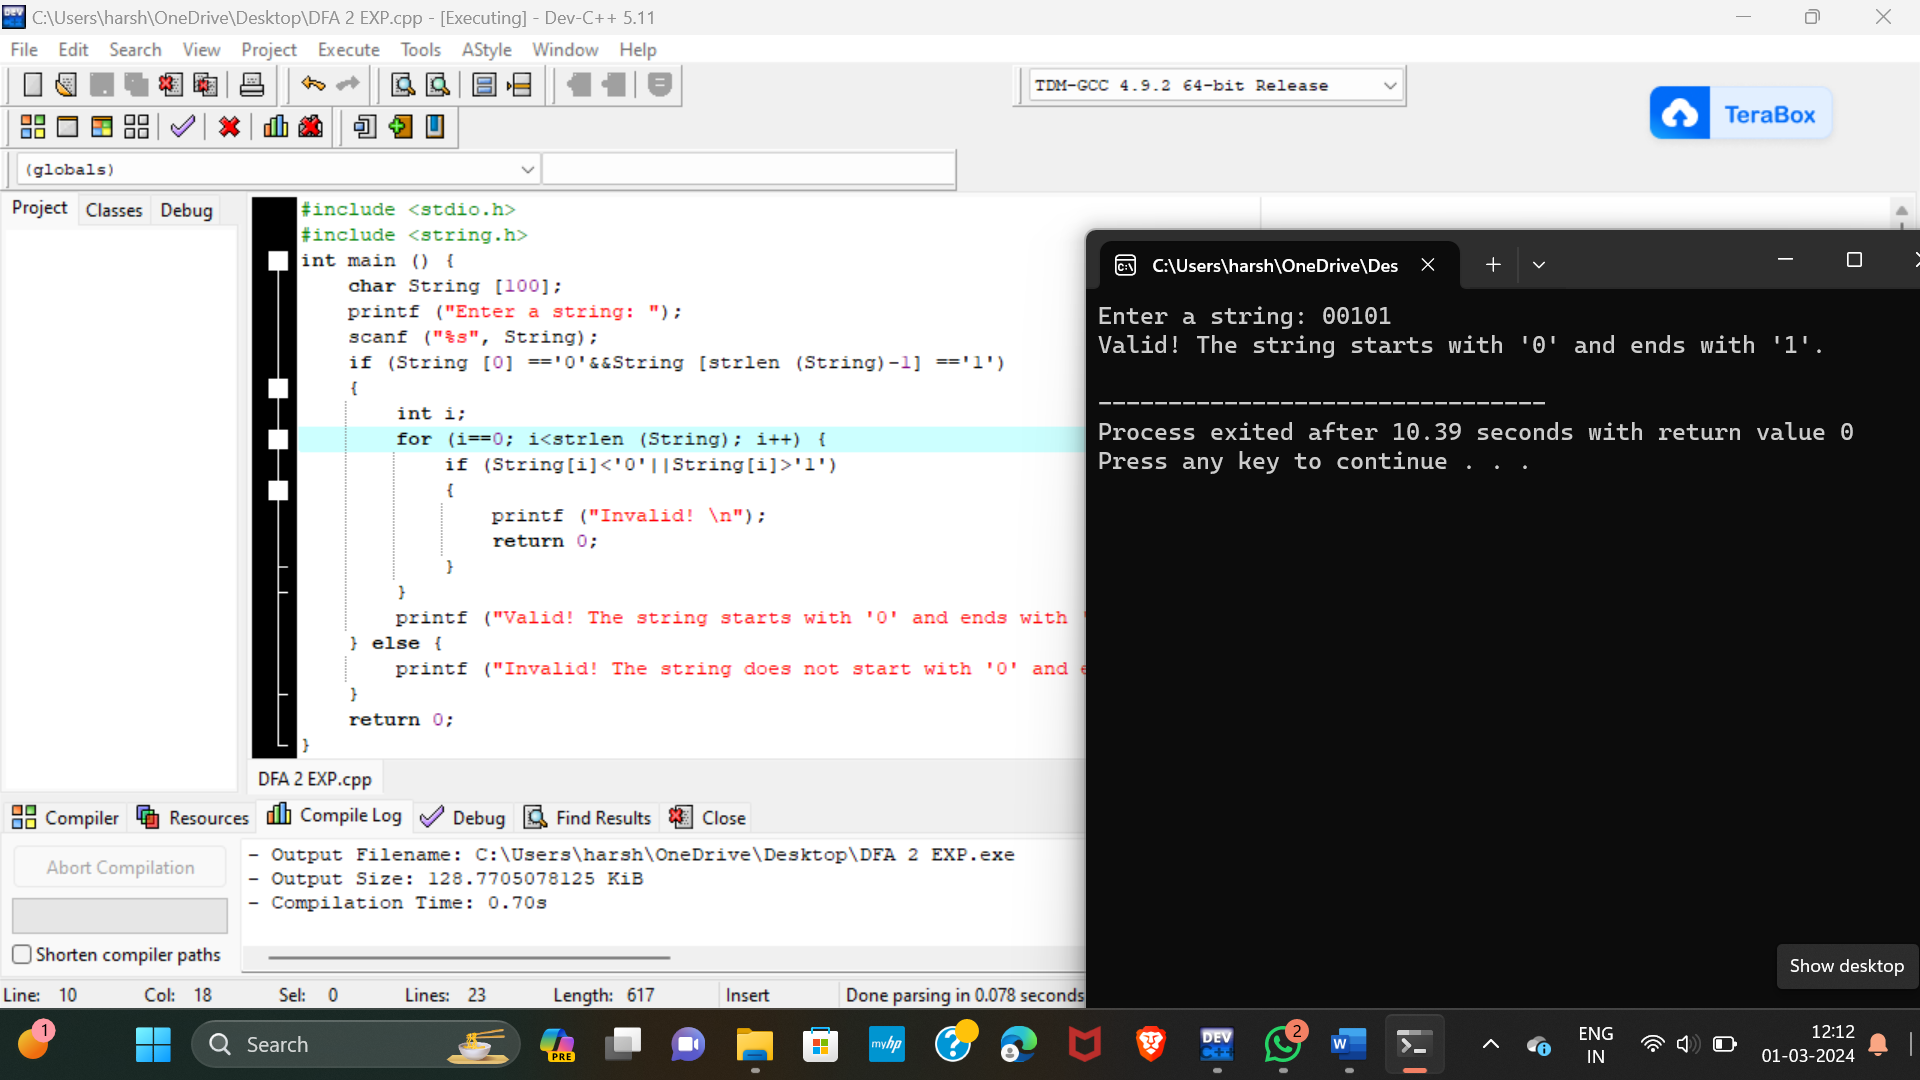 C:\Users\harsh\OneDrive\Desktop\DFA 2 EXP.cpp - [Executing] - Dev-C++ 5.11
File Edit Search View Project Execute Tools AStyle Window Help
TDM-GCC 4.9.2 64-bit Release
TeraBox
(globals)
Project Classes Debug
#include <stdio.h>
#include <string.h>
int main () {
char String [100];
printf ("Enter a string: ");
scanf ("%s", String);
if (String [0] =='0'&&String [strlen (String)-1] =='1')
{
int i;
for (i==0; i<strlen (String); i++) {
if (String[i]<'0'||String[i]>'1')
{
printf ("Invalid! \n");
return 0;
}
}
printf ("Valid! The string starts with '0' and ends with '
} else {
printf ("Invalid! The string does not start with '0' and e
}
return 0;
}
C:\Users\harsh\OneDrive\Des
Enter a string: 00101
Valid! The string starts with '0' and ends with '1'.
--------------------------------
Process exited after 10.39 seconds with return value 0
Press any key to continue . . .
DFA 2 EXP.cpp
Compiler Resources Compile Log Debug Find Results Close
Abort Compilation
Shorten compiler paths
- Output Filename: C:\Users\harsh\OneDrive\Desktop\DFA 2 EXP.exe
- Output Size: 128.7705078125 KiB
- Compilation Time: 0.70s
Show desktop
Line: 10 Col: 18 Sel: 0 Lines: 23 Length: 617 Insert Done parsing in 0.078 seconds
1
Search
PRE
myhp
DEV
C++
2
W
ENG
IN
12:12
01-03-2024